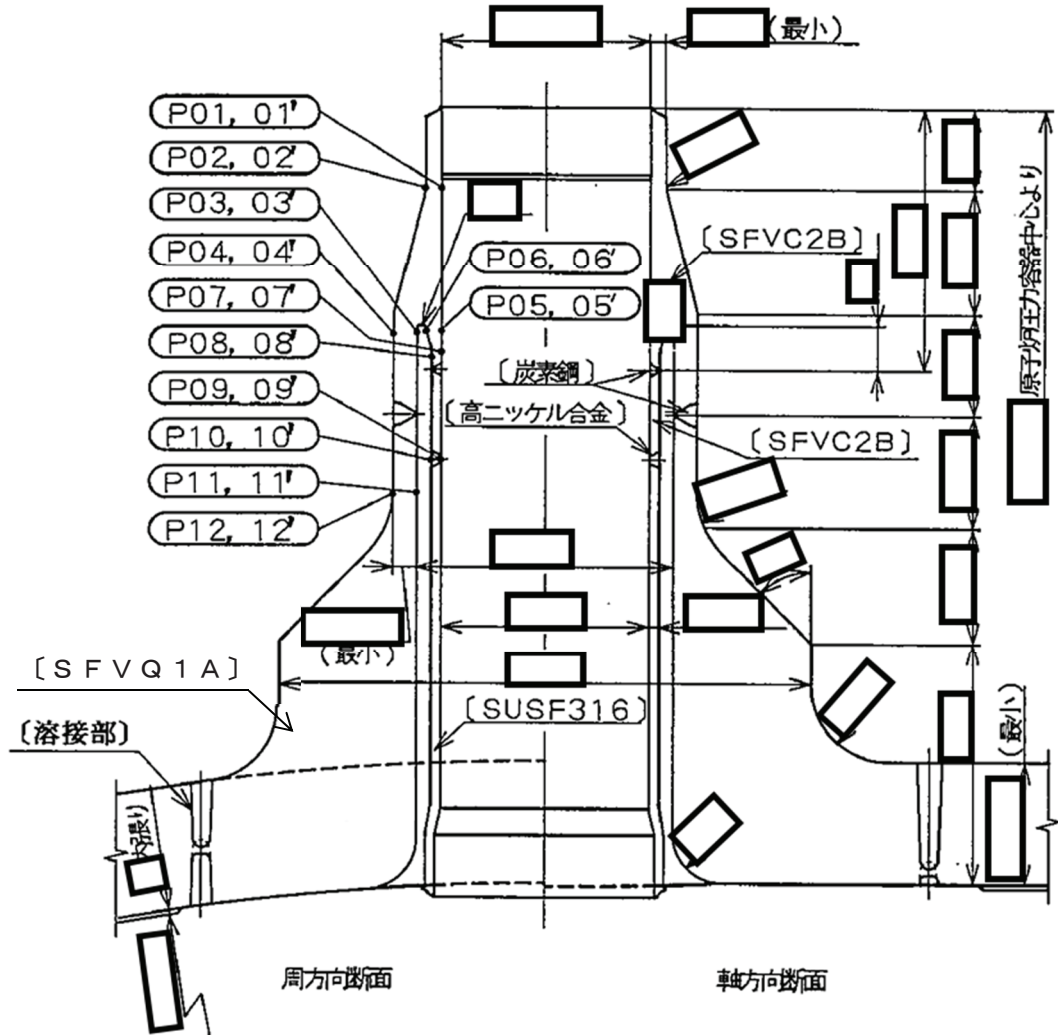 (最小)
P01, 01'
P02, 02'
P03, 03'
P04, 04'
P07, 07'
P08, 08'
P09, 09'
P10, 10'
P11, 11'
P12, 12'
P06, 06'
P05, 05'
〔SFVC2B〕
〔炭素鋼〕
〔高ニッケル合金〕
〔SFVC2B〕
原子炉圧力容器中心より
(最小)
〔SFVQ1A〕
〔溶接部〕
〔SUSF316〕
(最小)
周方向断面
軸方向断面